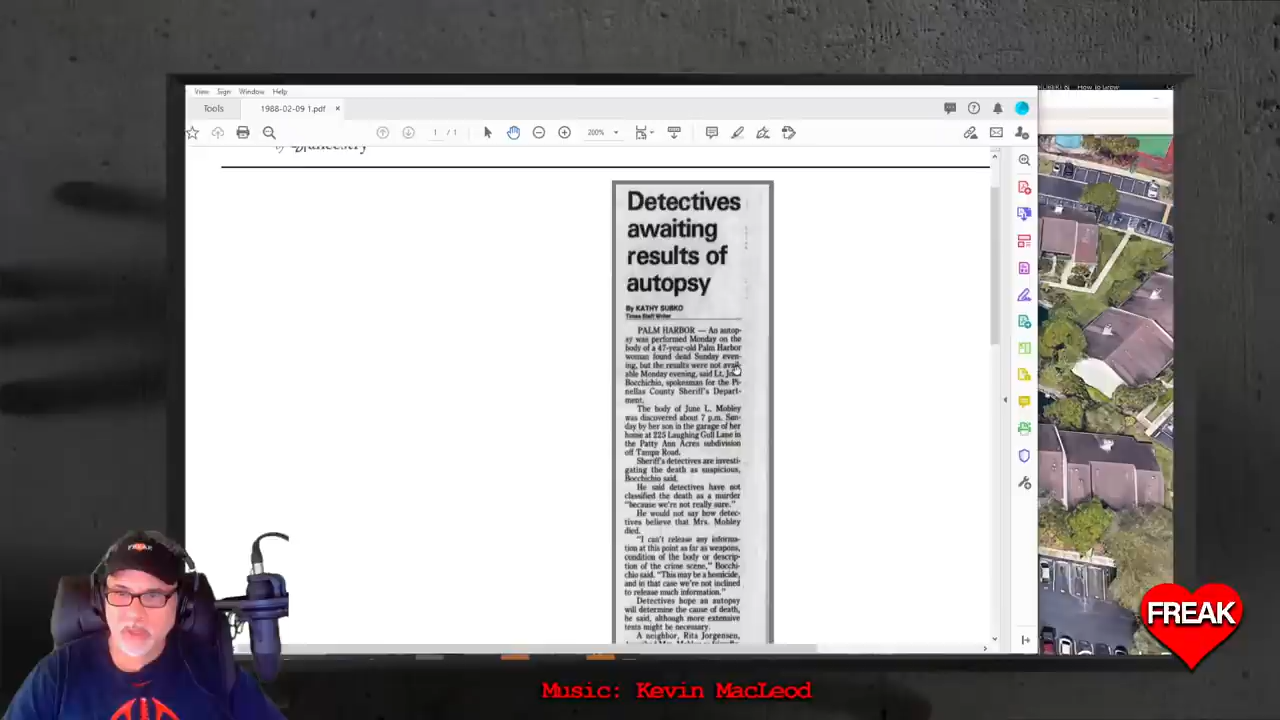 View Sign Window Help
Tools 1988-02-09 1.pdf ×
1 / 1 200%
by Ancestry
Detectives
awaiting
results of
autopsy
By KATHY SUBKO
Times Staff Writer
PALM HARBOR — An autop-
sy was performed Monday on the
body of a 47-year-old Palm Harbor
woman found dead Sunday even-
ing, but the results were not avail-
able Monday evening, said Lt.
Bocchichio, spokesman for the Pi-
nellas County Sheriff's Depart-
ment.
The body of June L. Mobley
was discovered about 7 p.m. Sun-
day by her son in the garage of her
home at 225 Laughing Gull Lane in
the Patty Ann Acres subdivision
off Tampa Road.
Sheriff's detectives are investi-
gating the death as suspicious,
Bocchichio said.
He said detectives have not
classified the death as a murder
"because we're not really sure."
He would not say how detec-
tives believe that Mrs. Mobley
died.
"I can't release any informa-
tion at this point as far as weapons,
condition of the body or descrip-
tion of the crime scene," Bocchi-
chio said. "This may be a homicide,
and in that case we're not inclined
to release much information."
Detectives hope an autopsy
will determine the cause of death,
he said, although more extensive
tests might be necessary.
A neighbor, Rita Jorgensen,
How To Grow
FREAK
FREAK
Music: Kevin MacLeod